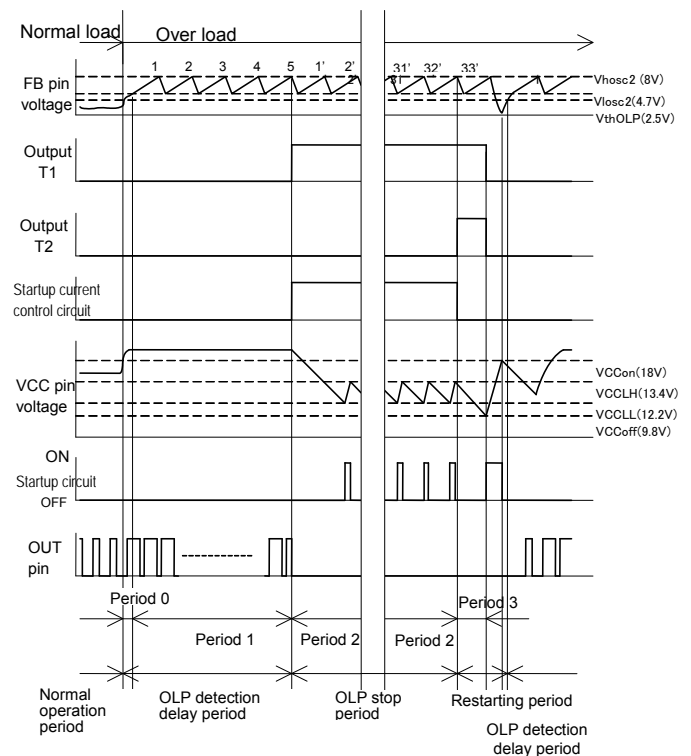 Normal load
Over load
1 2 3 4 5 1' 2' 31' 32' 33' 1
FB pin
voltage
Vhosc2 (8V)
Vlosc2(4.7V)
VthOLP(2.5V)
Output
T1
Output
T2
Startup current
control circuit
VCC pin
voltage
VCCon(18V)
VCCLH(13.4V)
VCCLL(12.2V)
VCCoff(9.8V)
ON
Startup circuit
OFF
OUT
pin
Period 0
Period 3
Period 1
Period 2
Period 2
Normal
operation
period
OLP detection
delay period
OLP stop
period
Restarting period
OLP detection
delay period